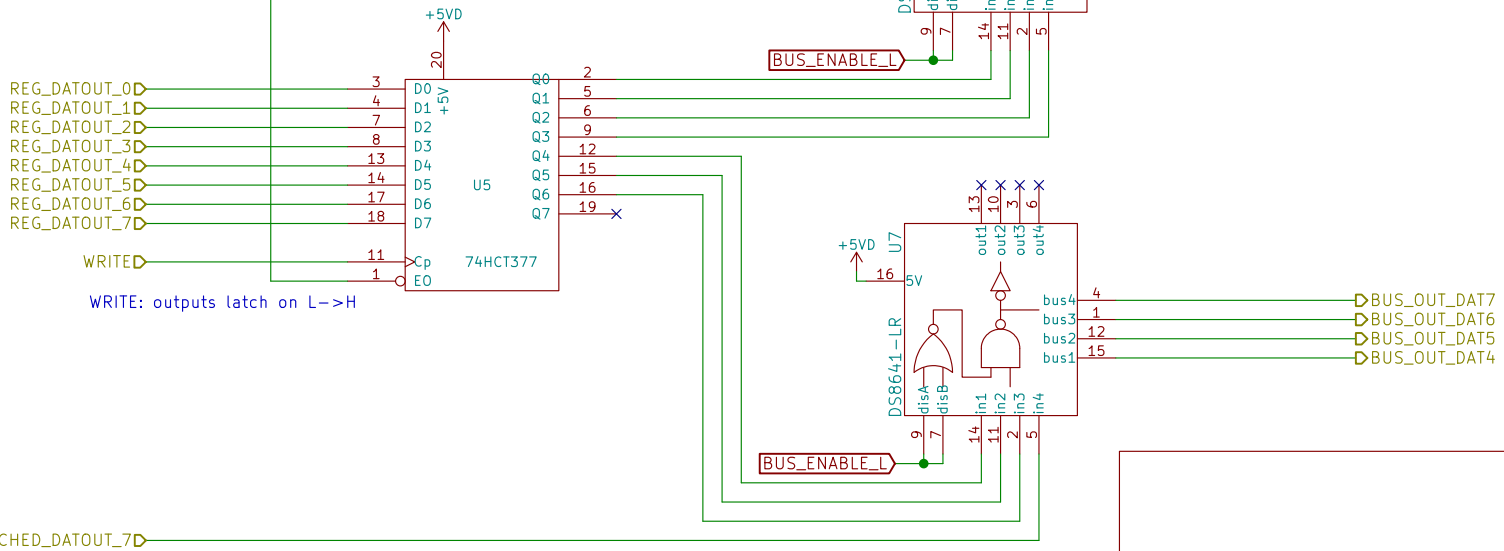 +5VD
20
REG_DATOUT_0
REG_DATOUT_1
REG_DATOUT_2
REG_DATOUT_3
REG_DATOUT_4
REG_DATOUT_5
REG_DATOUT_6
REG_DATOUT_7
WRITE
3
4
7
8
13
14
17
18
11
1
D0
D1
D2
D3
D4
D5
D6
D7
Cp
EO
+5V
U5
74HCT377
Q0
Q1
Q2
Q3
Q4
Q5
Q6
Q7
2
5
6
9
12
15
16
19
WRITE: outputs latch on L->H
9
7
14
11
2
5
BUS_ENABLE_L
13
10
3
6
out1
out2
out3
out4
U7
+5VD
16
5V
DS8641-LR
bus4
bus3
bus2
bus1
4
1
12
15
BUS_OUT_DAT7
BUS_OUT_DAT6
BUS_OUT_DAT5
BUS_OUT_DAT4
disA
disB
in1
in2
in3
in4
9
7
14
11
2
5
BUS_ENABLE_L
CHED_DATOUT_7